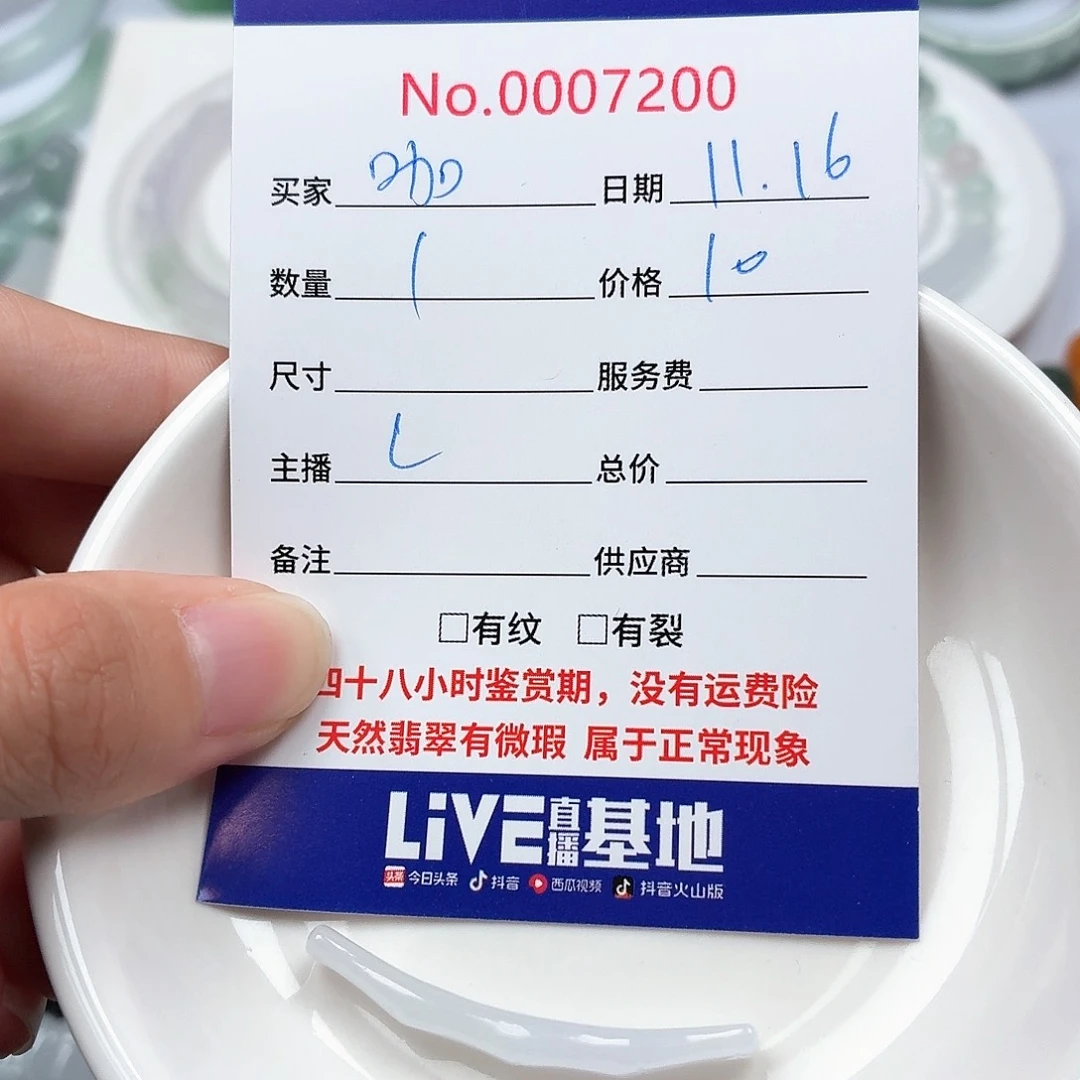 No.0007200
买家 咖 日期 11.16
数量 1 价格 10
尺寸 服务费
主播 L 总价
备注 供应商
□有纹 □有裂
四十八小时鉴赏期，没有运费险
天然翡翠有微瑕 属于正常现象
LiVE直播基地
头条 今日头条 抖音 西瓜视频 抖音火山版